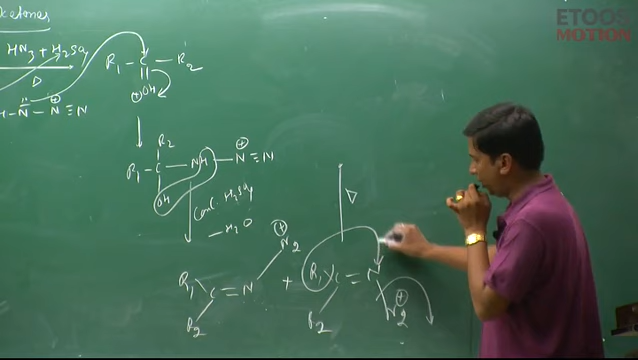 Ketones
HN3 + H2SO4
Δ
R1 - C - R2
|| 
⊕OH
H - N̈ - N⊕ ≡ N
R2
R1 - C - NH - N⊕ ≡ N
OH
Conc. H2SO4
- H2O
Δ
⊕
N2
R1
C = N
R2
+
R1
C = N
R2
⊕
N2
ETOOS
MOTION